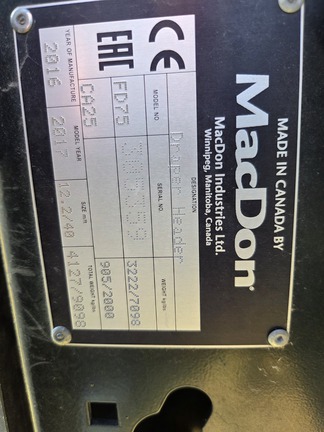 MADE IN CANADA BY
MacDon
MacDon Industries Ltd.
Winnipeg, Manitoba, Canada
CE
EAC
Draper Header
MODEL NO
SERIAL NO.
WEIGHT kg/lbs
FD75
3222/7098
CA25
905/2000
YEAR OF MANUFACTURE
MODEL YEAR
SIZE m/ft
TOTAL WEIGHT kg/lbs
2016
2017
12.2/40
4127/9098